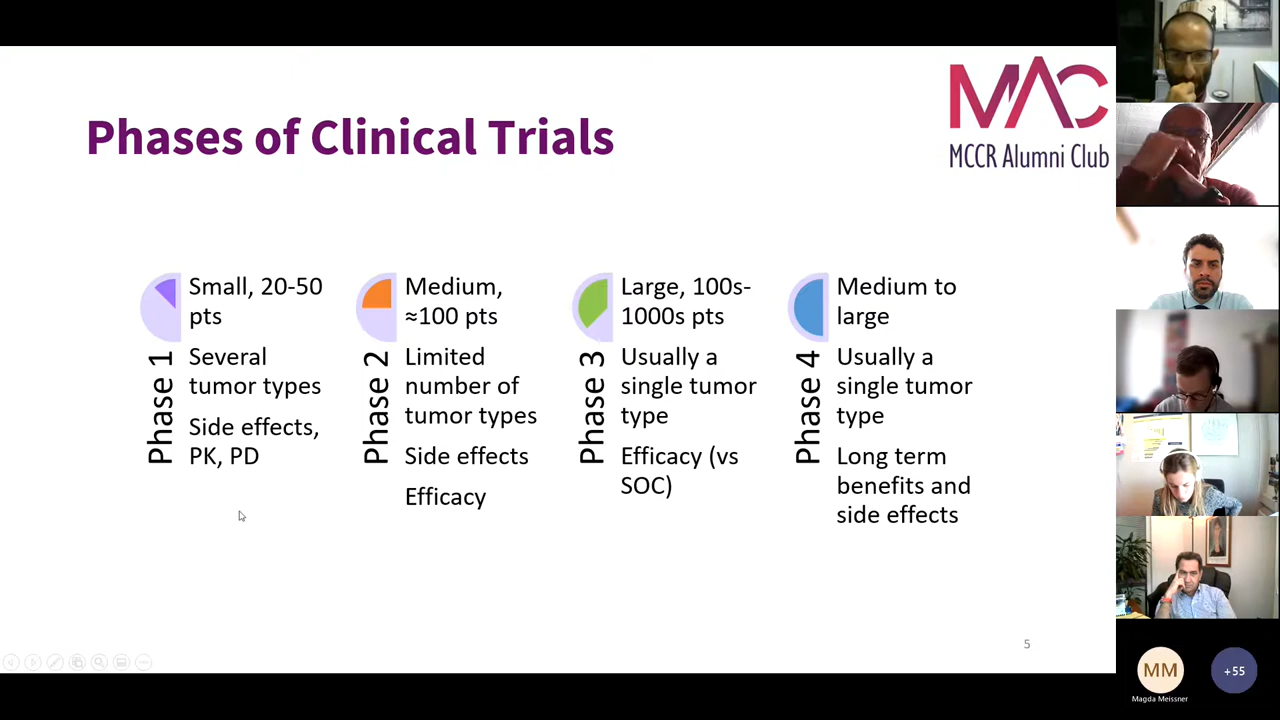 Phases of Clinical Trials
MAC
MCCR Alumni Club
Phase 1
Small, 20-50
pts
Several
tumor types
Side effects,
PK, PD
Phase 2
Medium,
≈100 pts
Limited
number of
tumor types
Side effects
Efficacy
Phase 3
Large, 100s-
1000s pts
Usually a
single tumor
type
Efficacy (vs
SOC)
Phase 4
Medium to
large
Usually a
single tumor
type
Long term
benefits and
side effects
5
MM
Magda Meissner
+55